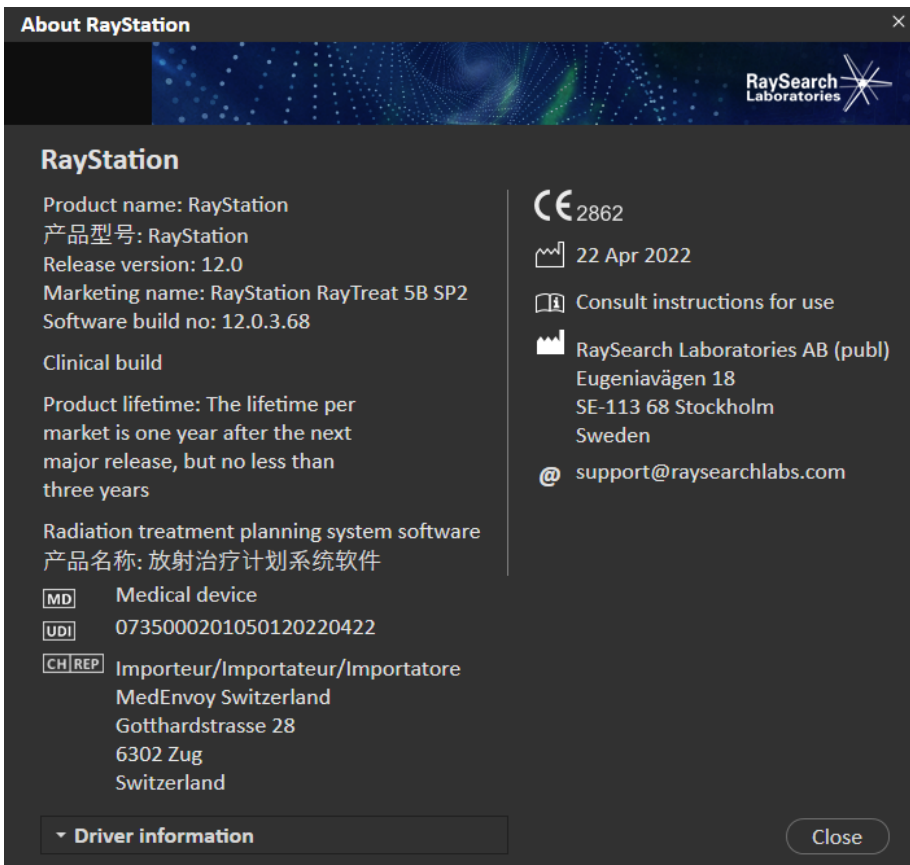 About RayStation
RaySearch
Laboratories
RayStation
Product name: RayStation
产品型号: RayStation
Release version: 12.0
Marketing name: RayStation RayTreat 5B SP2
Software build no: 12.0.3.68
Clinical build
Product lifetime: The lifetime per
market is one year after the next
major release, but no less than
three years
Radiation treatment planning system software
产品名称: 放射治疗计划系统软件
MD Medical device
UDI 0735000201050120220422
CH REP Importeur/Importateur/Importatore
MedEnvoy Switzerland
Gotthardstrasse 28
6302 Zug
Switzerland
CE 2862
22 Apr 2022
Consult instructions for use
RaySearch Laboratories AB (publ)
Eugeniavägen 18
SE-113 68 Stockholm
Sweden
@ support@raysearchlabs.com
Driver information
Close